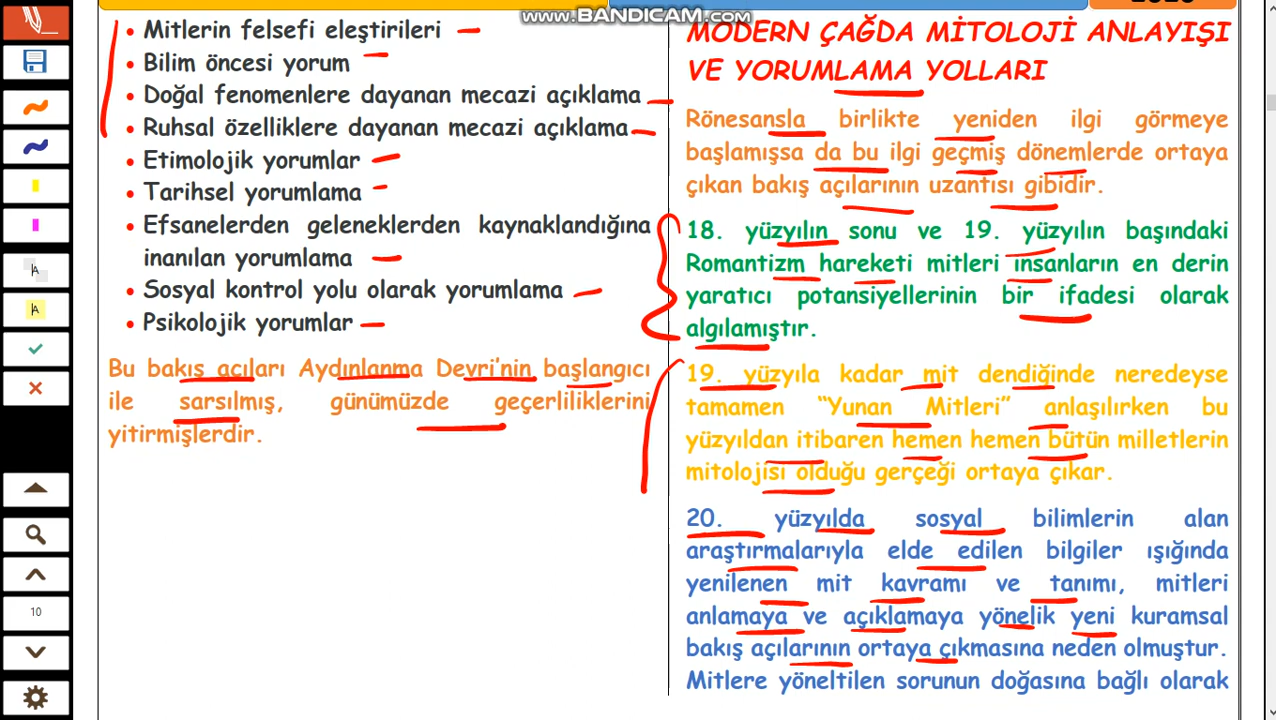 www.BANDICAM.com
Mitlerin felsefi eleştirileri
Bilim öncesi yorum
Doğal fenomenlere dayanan mecazi açıklama
Ruhsal özelliklere dayanan mecazi açıklama
Etimolojik yorumlar
Tarihsel yorumlama
Efsanelerden geleneklerden kaynaklandığına
inanılan yorumlama
Sosyal kontrol yolu olarak yorumlama
Psikolojik yorumlar
Bu bakış açıları Aydınlanma Devri’nin başlangıcı
ile sarsılmış, günümüzde geçerliliklerini
yitirmişlerdir.
MODERN ÇAĞDA MİTOLOJİ ANLAYIŞI
VE YORUMLAMA YOLLARI
Rönesansla birlikte yeniden ilgi görmeye
başlamışsa da bu ilgi geçmiş dönemlerde ortaya
çıkan bakış açılarının uzantısı gibidir.
18. yüzyılın sonu ve 19. yüzyılın başındaki
Romantizm hareketi mitleri insanların en derin
yaratıcı potansiyellerinin bir ifadesi olarak
algılamıştır.
19. yüzyıla kadar mit dendiğinde neredeyse
tamamen “Yunan Mitleri” anlaşılırken bu
yüzyıldan itibaren hemen hemen bütün milletlerin
mitolojisi olduğu gerçeği ortaya çıkar.
20. yüzyılda sosyal bilimlerin alan
araştırmalarıyla elde edilen bilgiler ışığında
yenilenen mit kavramı ve tanımı, mitleri
anlamaya ve açıklamaya yönelik yeni kuramsal
bakış açılarının ortaya çıkmasına neden olmuştur.
Mitlere yöneltilen sorunun doğasına bağlı olarak
10